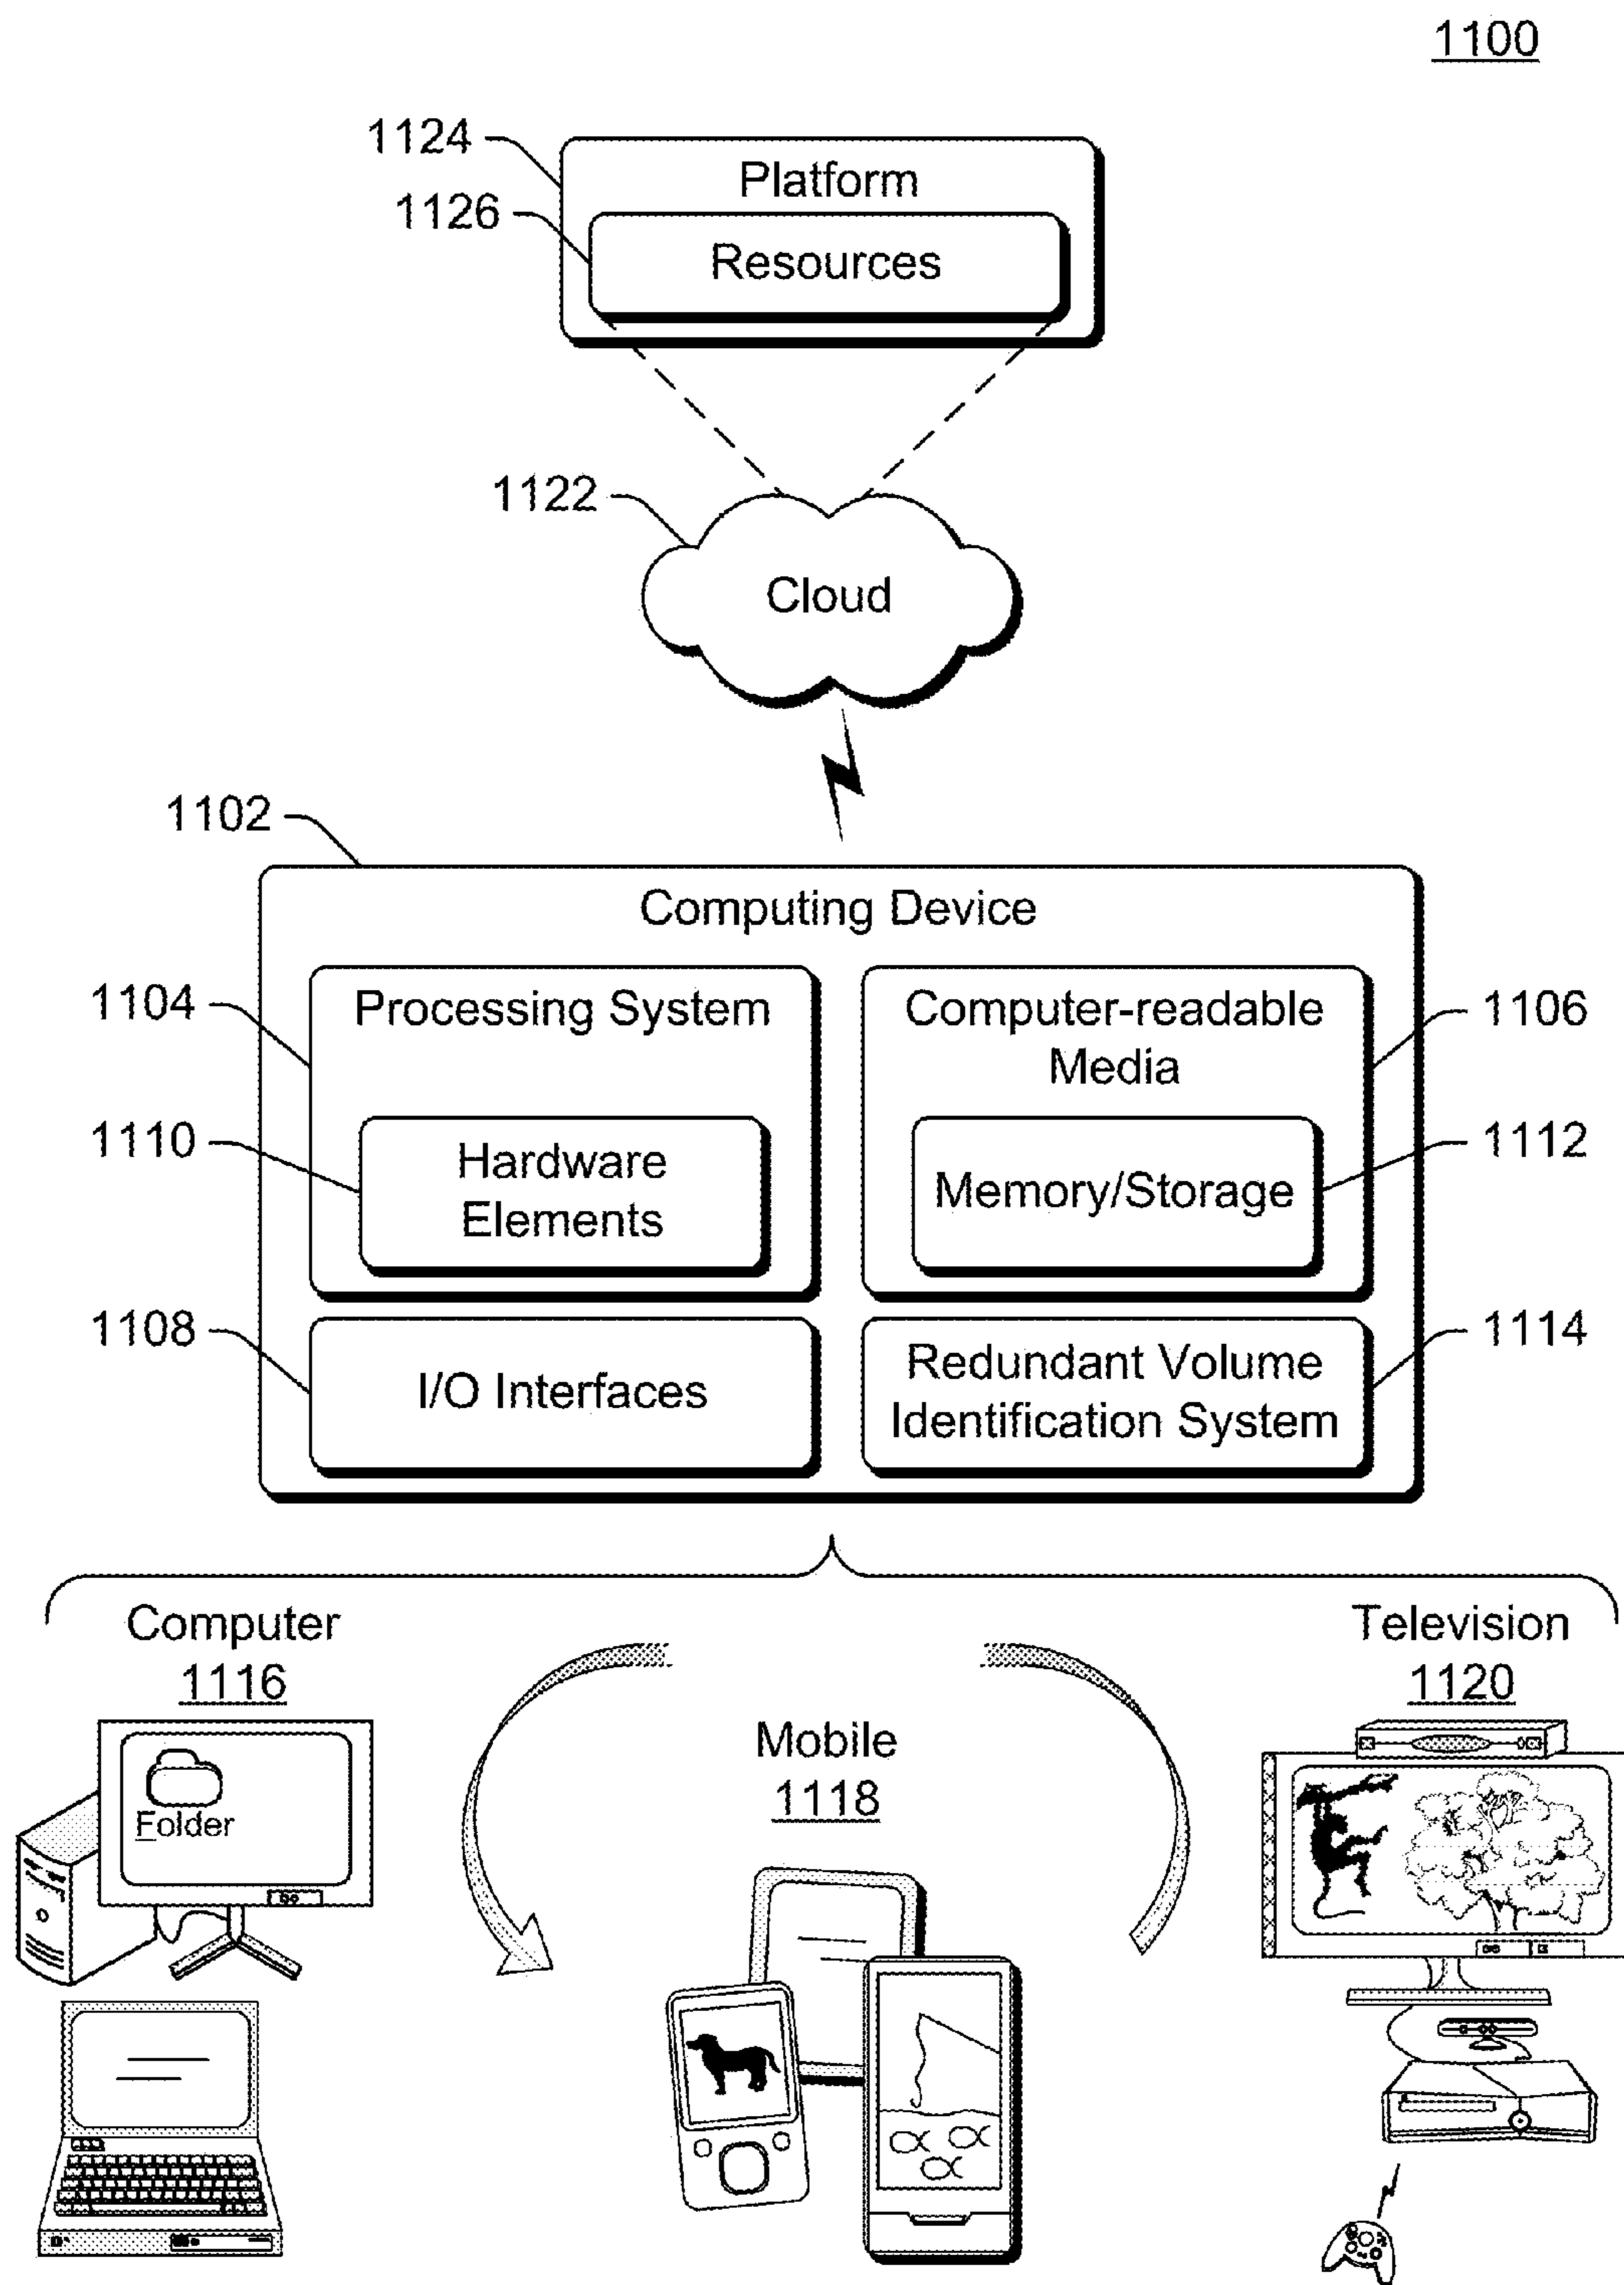 1100
1124
Platform
1126
Resources
1122
Cloud
1102
Computing Device
1104
Processing System
Computer-readable
Media
1106
1110
Hardware
Elements
Memory/Storage
1112
1108
I/O Interfaces
Redundant Volume
Identification System
1114
Computer
1116
Folder
Mobile
1118
Television
1120